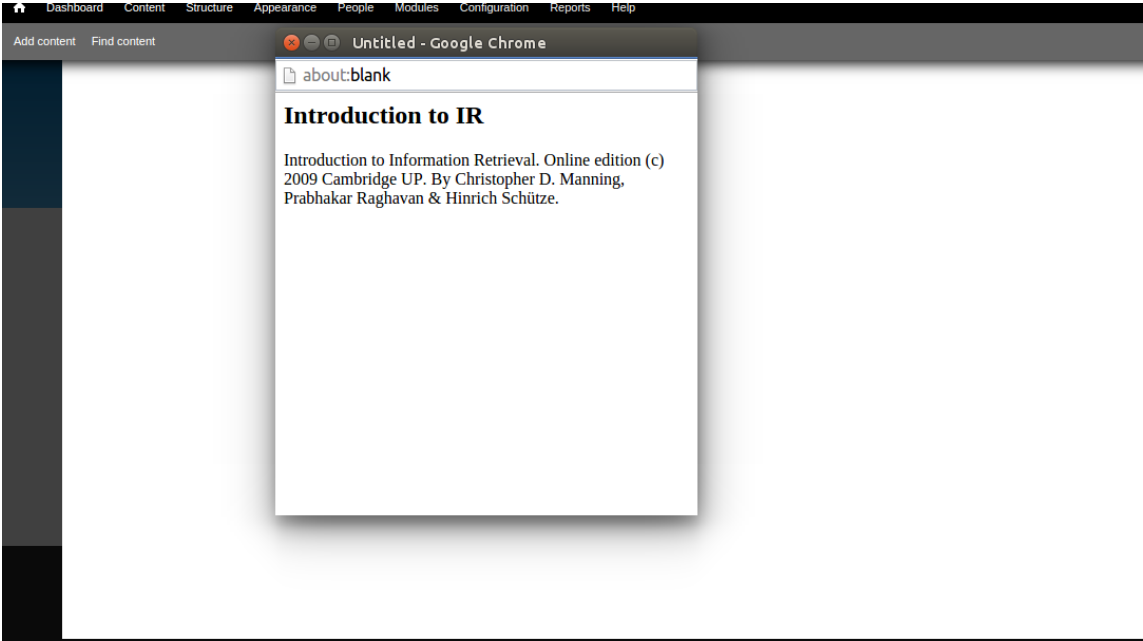 Dashboard Content Structure Appearance People Modules Configuration Reports Help
Add content Find content
Untitled - Google Chrome
about:blank
Introduction to IR
Introduction to Information Retrieval. Online edition (c)
2009 Cambridge UP. By Christopher D. Manning,
Prabhakar Raghavan & Hinrich Schütze.